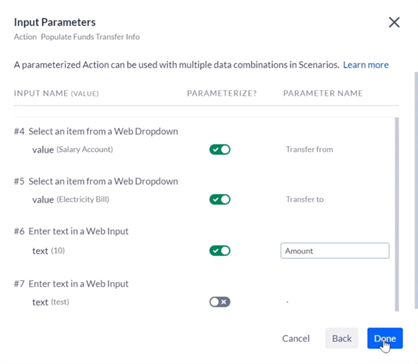 Input Parameters
Action Populate Funds Transfer Info
A parameterized Action can be used with multiple data combinations in Scenarios. Learn more
INPUT NAME (VALUE) PARAMETERIZE? PARAMETER NAME
#4 Select an item from a Web Dropdown
value (Salary Account) Transfer from
#5 Select an item from a Web Dropdown
value (Electricity Bill) Transfer to
#6 Enter text in a Web Input
text (10) Amount
#7 Enter text in a Web Input
text (test) -
Cancel Back Done